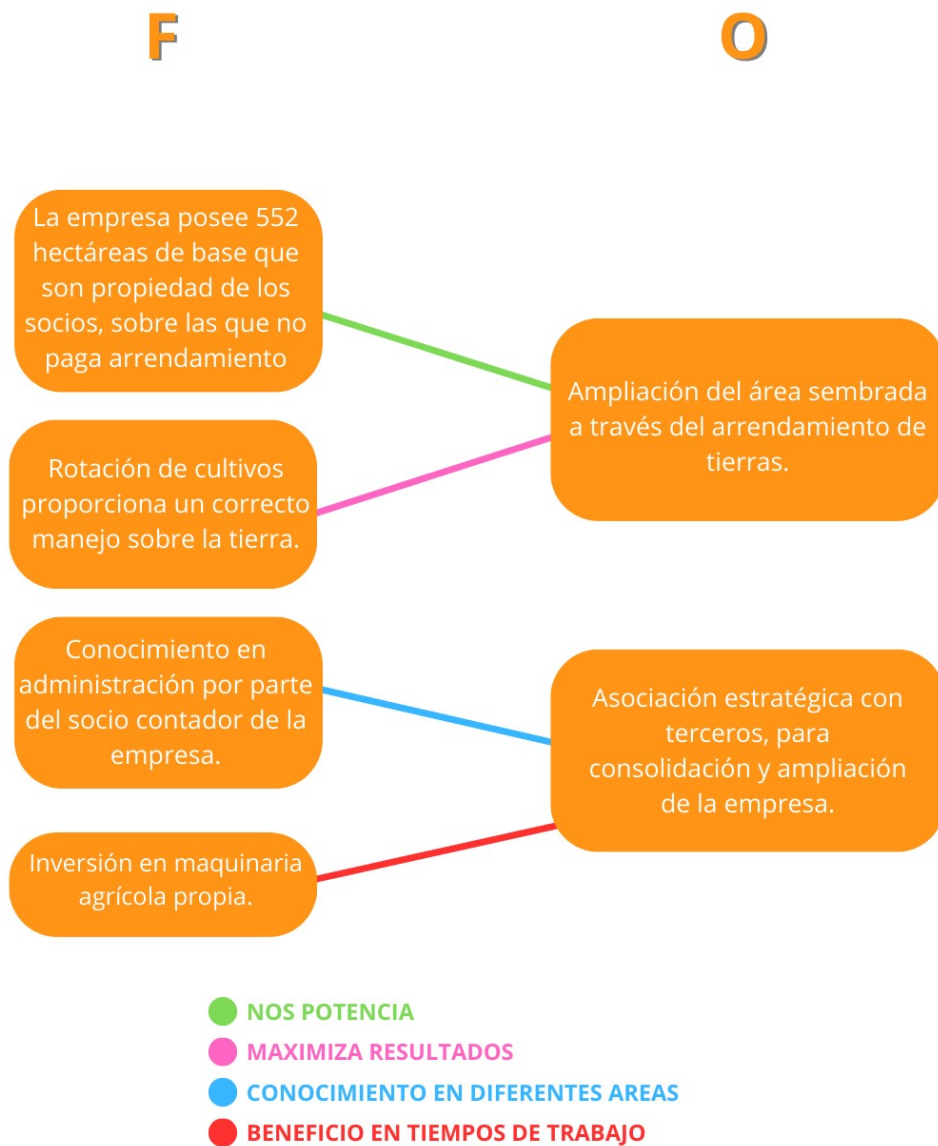 F
O
La empresa posee 552
hectáreas de base que
son propiedad de los
socios, sobre las que no
paga arrendamiento
Ampliación del área sembrada
a través del arrendamiento de
tierras.
Rotación de cultivos
proporciona un correcto
manejo sobre la tierra.
Conocimiento en
administración por parte
del socio contador de la
empresa.
Asociación estratégica con
terceros, para
consolidación y ampliación
de la empresa.
Inversión en maquinaria
agrícola propia.
NOS POTENCIA
MAXIMIZA RESULTADOS
CONOCIMIENTO EN DIFERENTES AREAS
BENEFICIO EN TIEMPOS DE TRABAJO